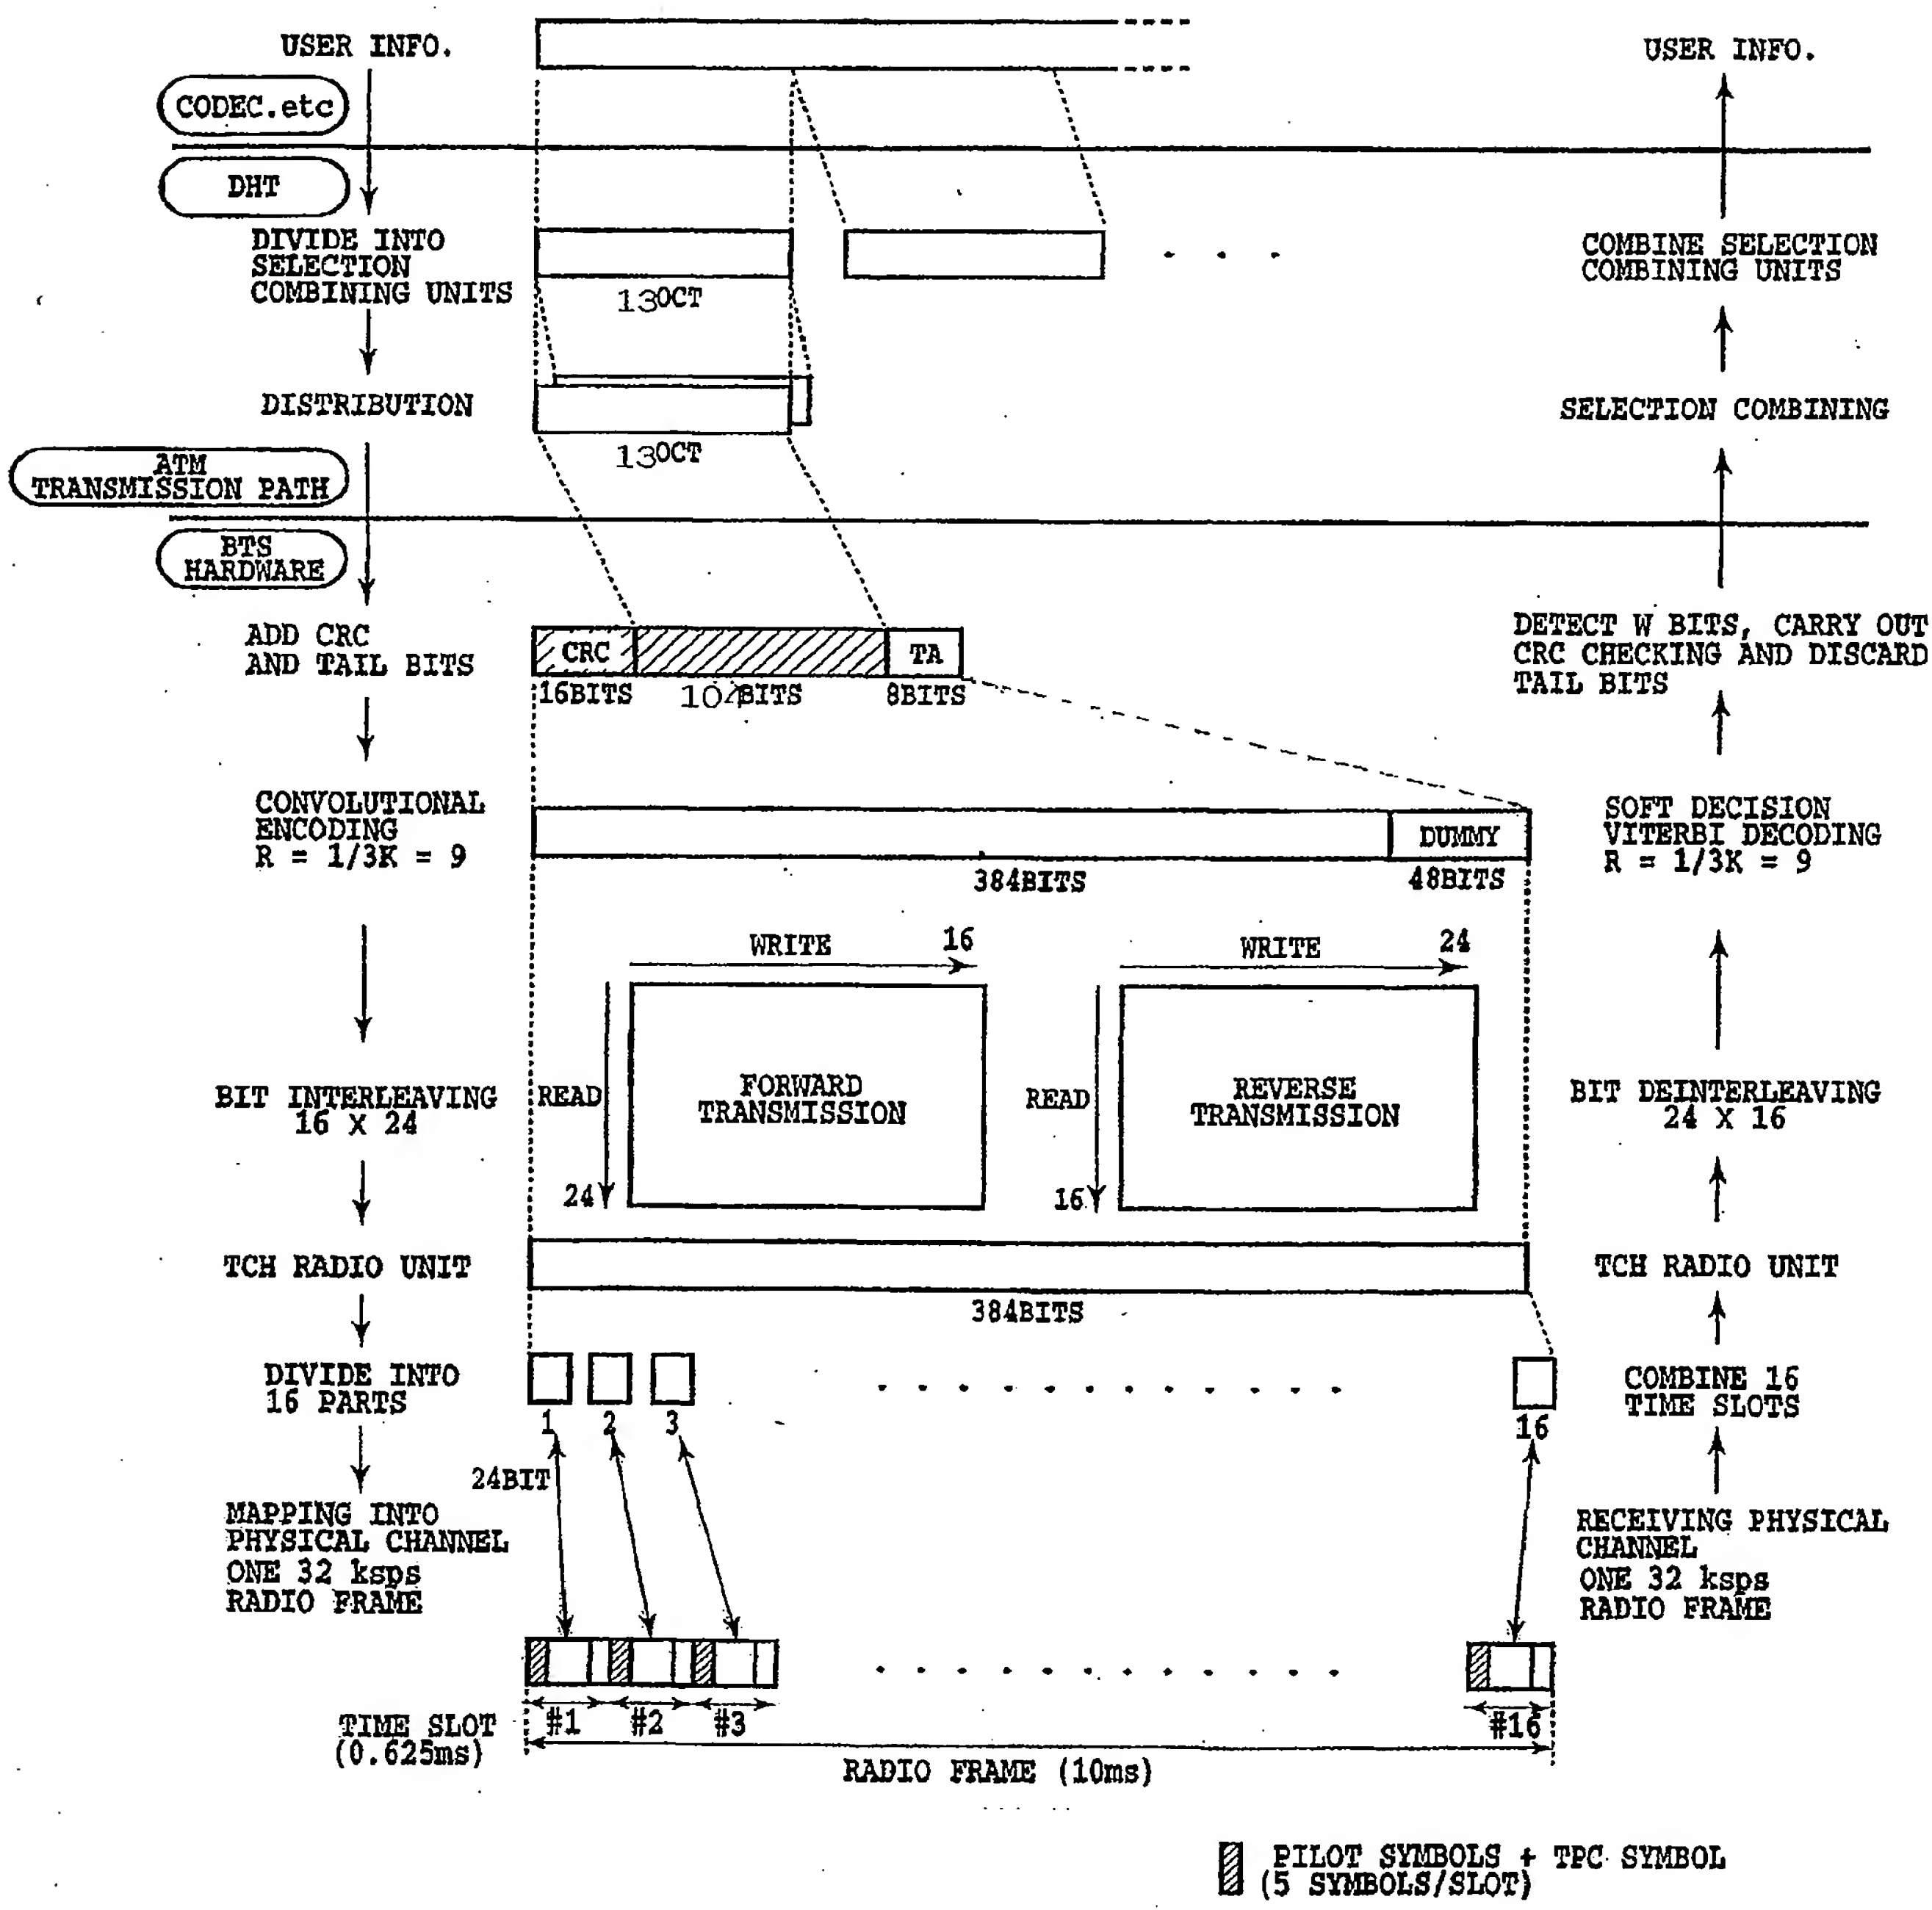 USER INFO.
USER INFO.
CODEC.etc
DHT
DIVIDE INTO
SELECTION
COMBINING UNITS
13OCT
. . .
COMBINE SELECTION
COMBINING UNITS
DISTRIBUTION
13OCT
SELECTION COMBINING
ATM
TRANSMISSION PATH
BTS
HARDWARE
ADD CRC
AND TAIL BITS
CRC
TA
16BITS
104BITS
8BITS
DETECT W BITS, CARRY OUT
CRC CHECKING AND DISCARD
TAIL BITS
CONVOLUTIONAL
ENCODING
R = 1/3K = 9
DUMMY
384BITS
48BITS
SOFT DECISION
VITERBI DECODING
R = 1/3K = 9
WRITE
16
WRITE
24
BIT INTERLEAVING
16 X 24
READ
FORWARD
TRANSMISSION
24
READ
REVERSE
TRANSMISSION
16
BIT DEINTERLEAVING
24 X 16
TCH RADIO UNIT
384BITS
TCH RADIO UNIT
DIVIDE INTO
16 PARTS
1
2
3
16
COMBINE 16
TIME SLOTS
24BIT
MAPPING INTO
PHYSICAL CHANNEL
ONE 32 ksps
RADIO FRAME
RECEIVING PHYSICAL
CHANNEL
ONE 32 ksps
RADIO FRAME
TIME SLOT
(0.625ms)
#1
#2
#3
#16
RADIO FRAME (10ms)
PILOT SYMBOLS + TPC SYMBOL
(5 SYMBOLS/SLOT)